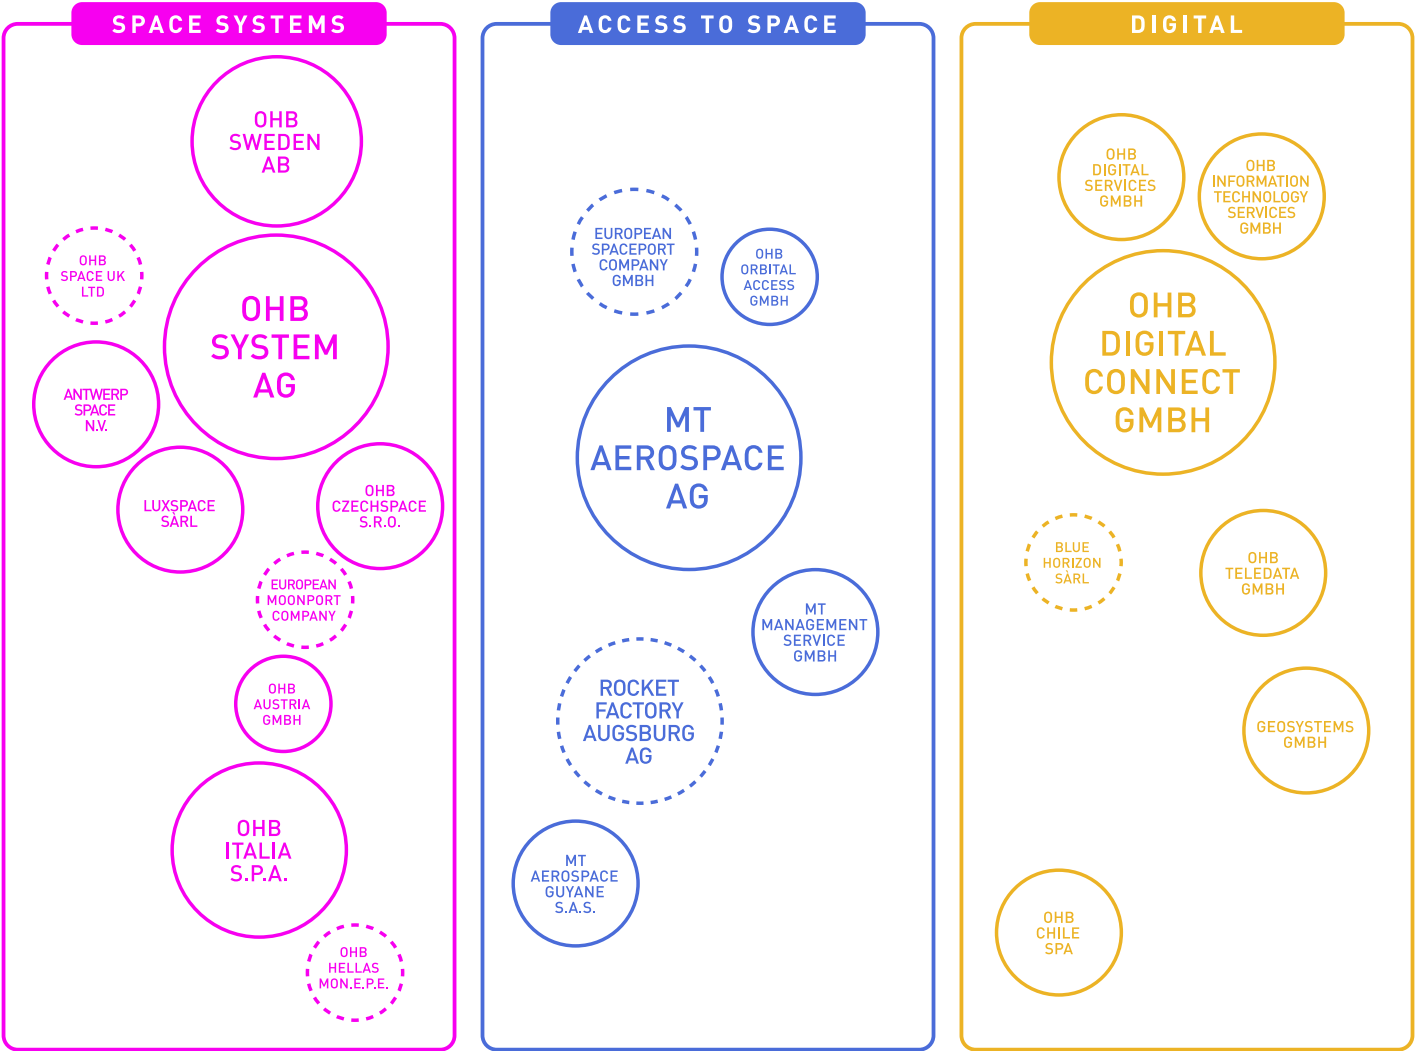 SPACE SYSTEMS
OHB
SWEDEN
AB
OHB
SPACE UK
LTD
OHB
SYSTEM
AG
ANTWERP
SPACE
N.V.
LUXSPACE
SÀRL
OHB
CZECHSPACE
S.R.O.
EUROPEAN
MOONPORT
COMPANY
OHB
AUSTRIA
GMBH
OHB
ITALIA
S.P.A.
OHB
HELLAS
MON.E.P.E.
ACCESS TO SPACE
EUROPEAN
SPACEPORT
COMPANY
GMBH
OHB
ORBITAL
ACCESS
GMBH
MT
AEROSPACE
AG
MT
MANAGEMENT
SERVICE
GMBH
ROCKET
FACTORY
AUGSBURG
AG
MT
AEROSPACE
GUYANE
S.A.S.
DIGITAL
OHB
DIGITAL
SERVICES
GMBH
OHB
INFORMATION
TECHNOLOGY
SERVİCES
GMBH
OHB
DIGITAL
CONNECT
GMBH
BLUE
HORIZON
SÀRL
OHB
TELEDATA
GMBH
GEOSYSTEMS
GMBH
OHB
CHILE
SPA